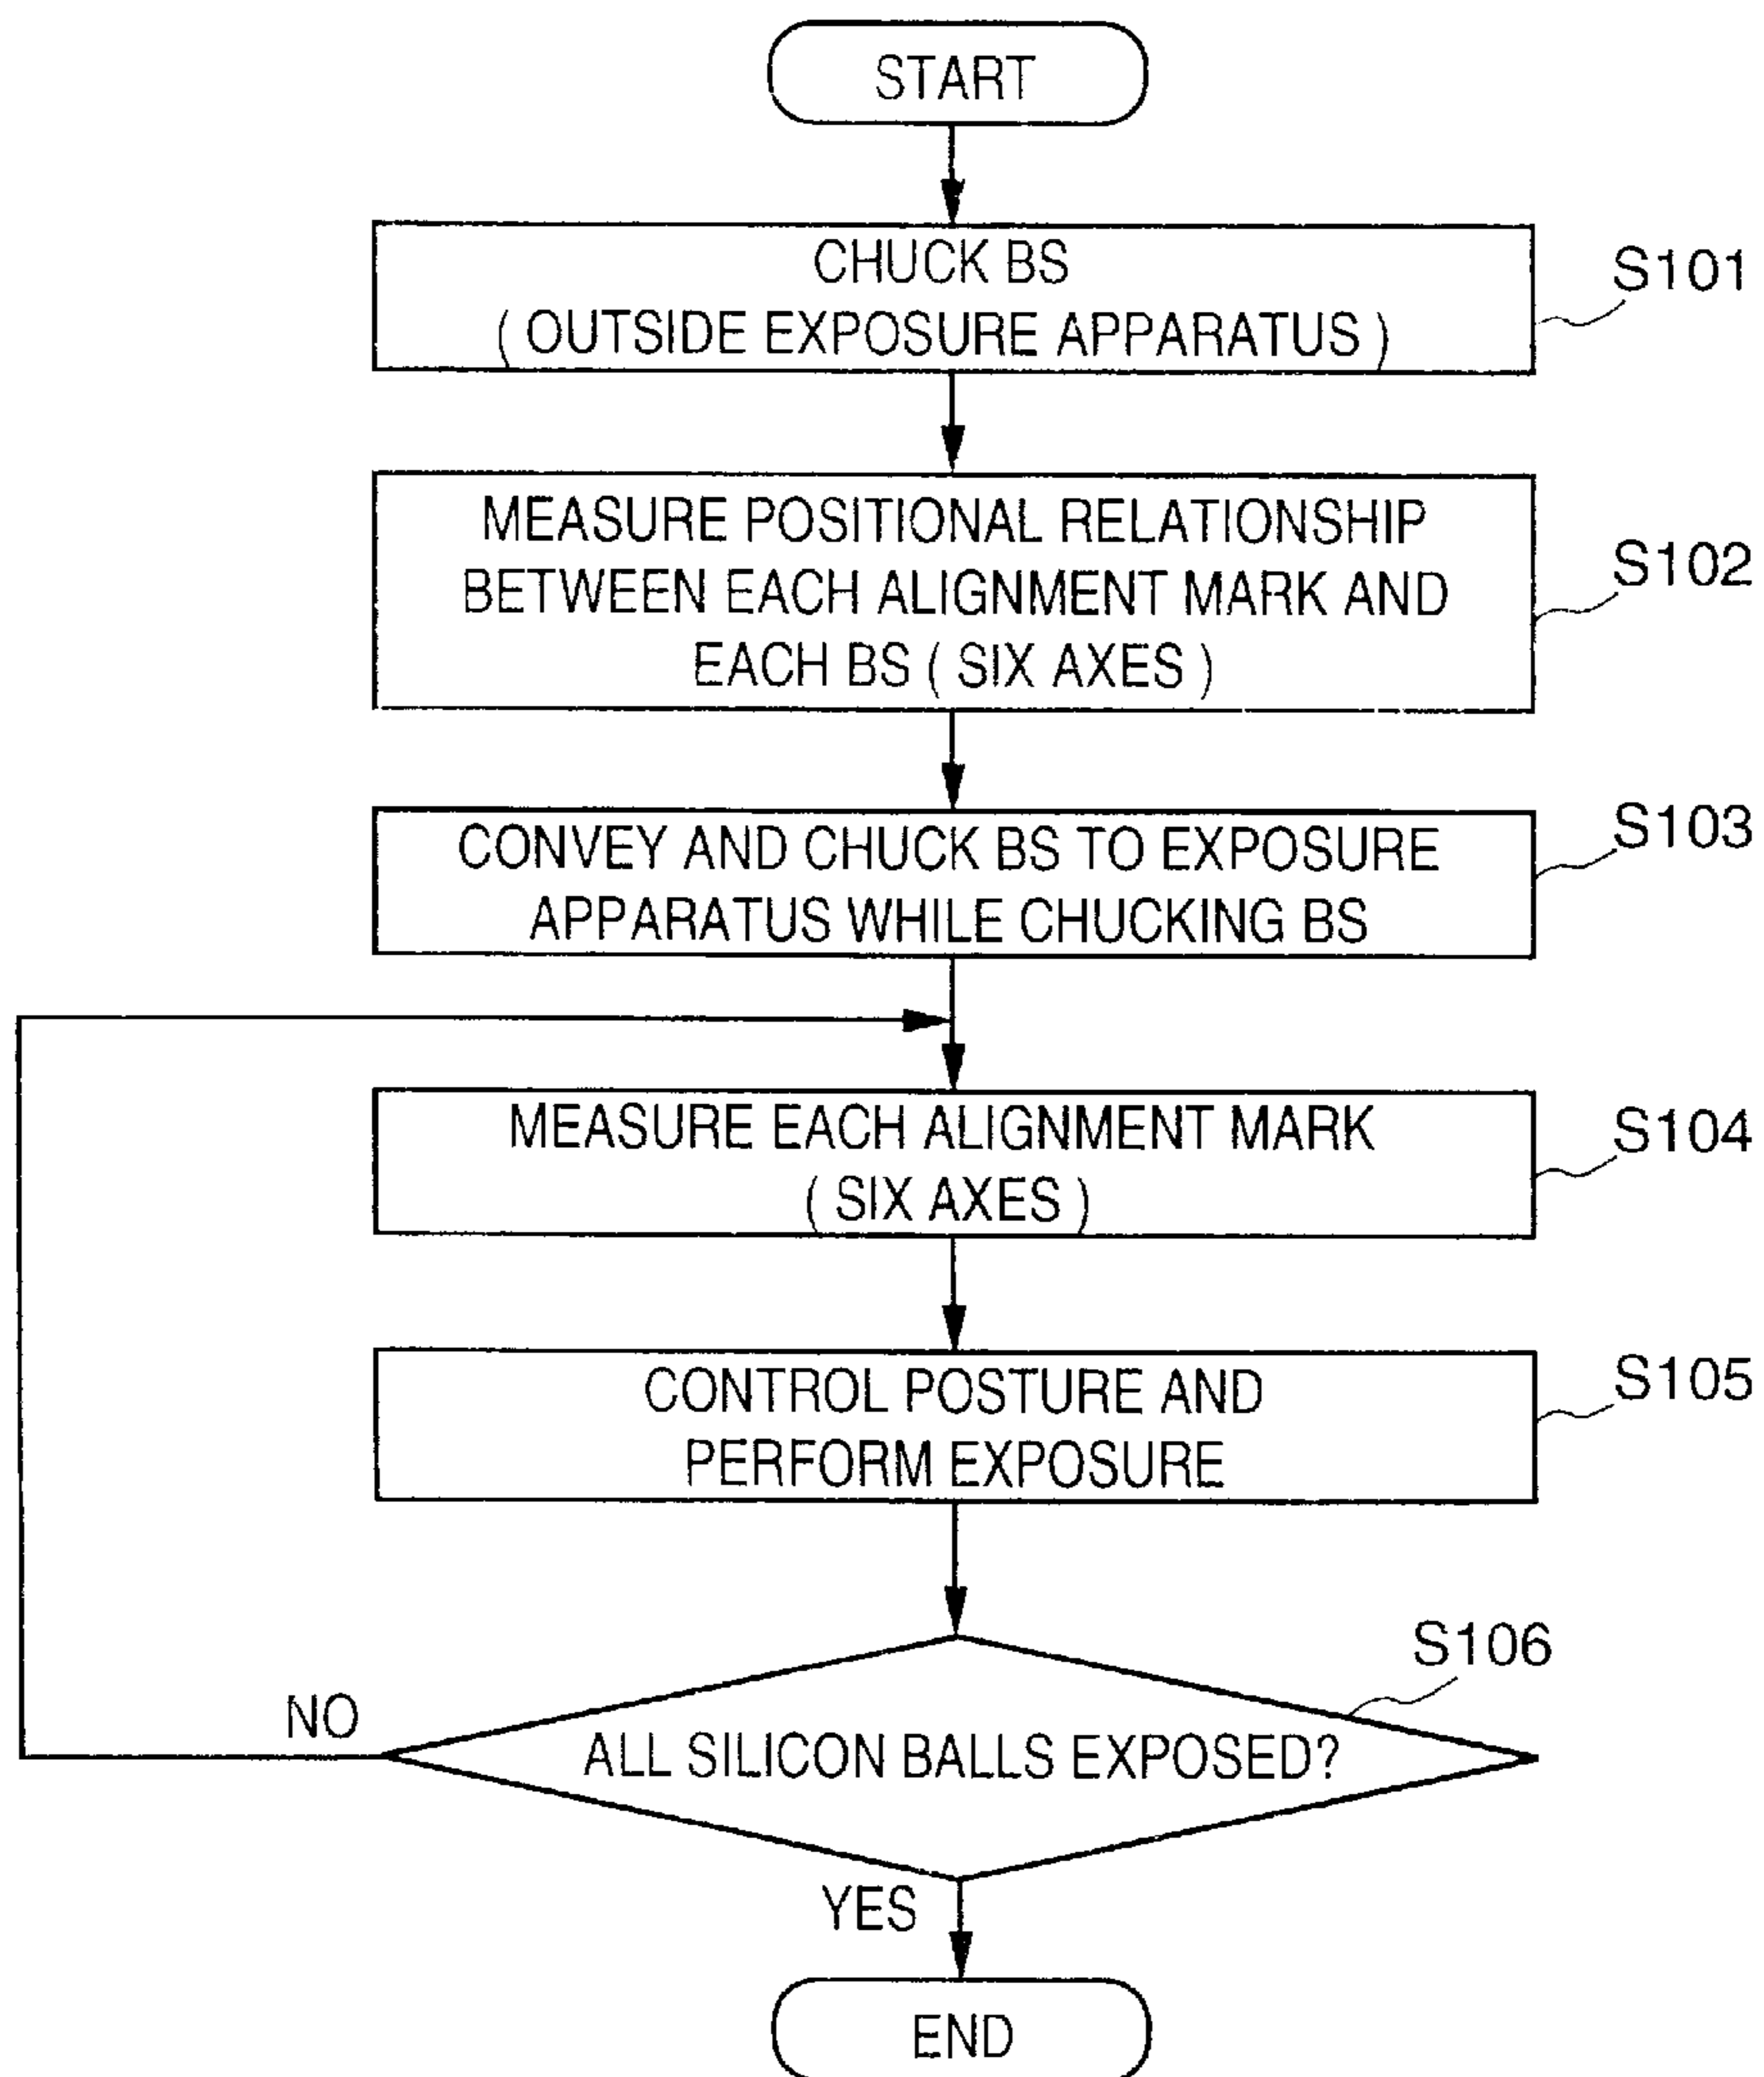 START
CHUCK BS
( OUTSIDE EXPOSURE APPARATUS )
S101
MEASURE POSITIONAL RELATIONSHIP
BETWEEN EACH ALIGNMENT MARK AND
EACH BS ( SIX AXES )
S102
CONVEY AND CHUCK BS TO EXPOSURE
APPARATUS WHILE CHUCKING BS
S103
MEASURE EACH ALIGNMENT MARK
( SIX AXES )
S104
CONTROL POSTURE AND
PERFORM EXPOSURE
S105
S106
NO
ALL SILICON BALLS EXPOSED?
YES
END